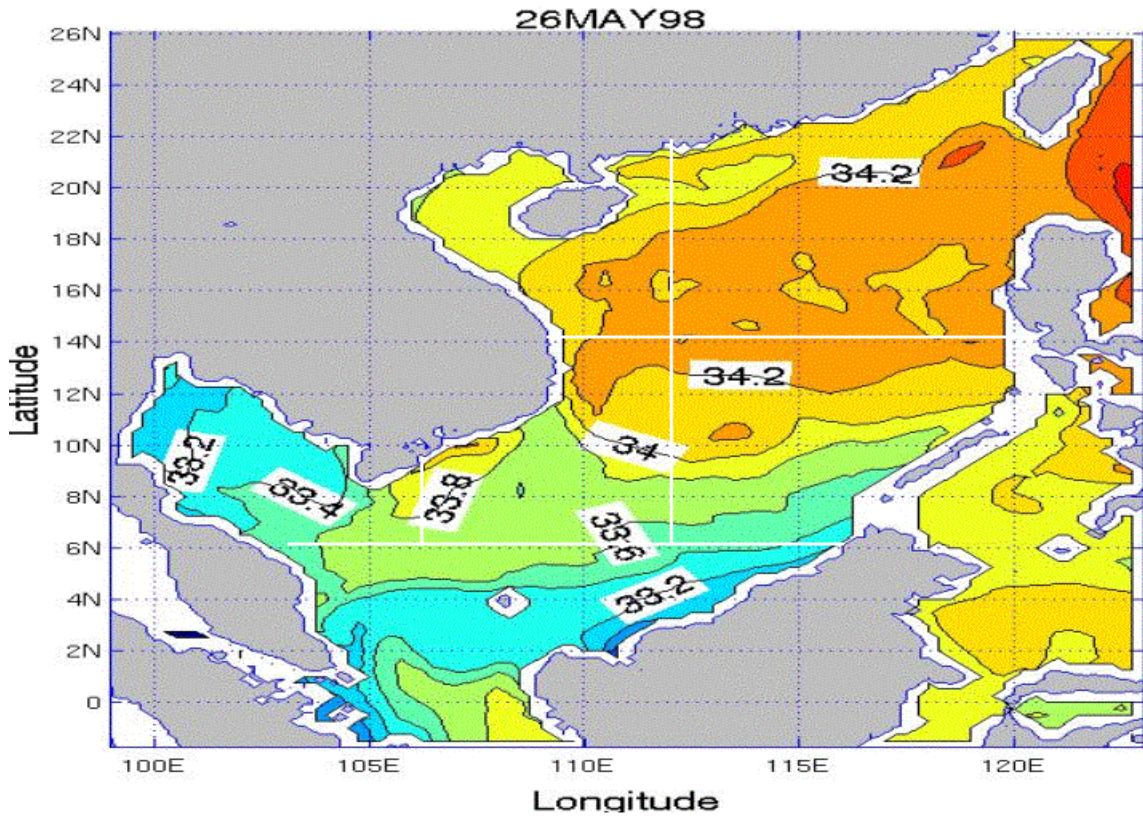 26MAY98
26N
24N
22N
20N
18N
16N
14N
12N
10N
8N
6N
4N
2N
0
Latitude
34.2
34.2
34
33.2
33.4
33.8
33.6
33.2
100E 105E 110E 115E 120E
Longitude